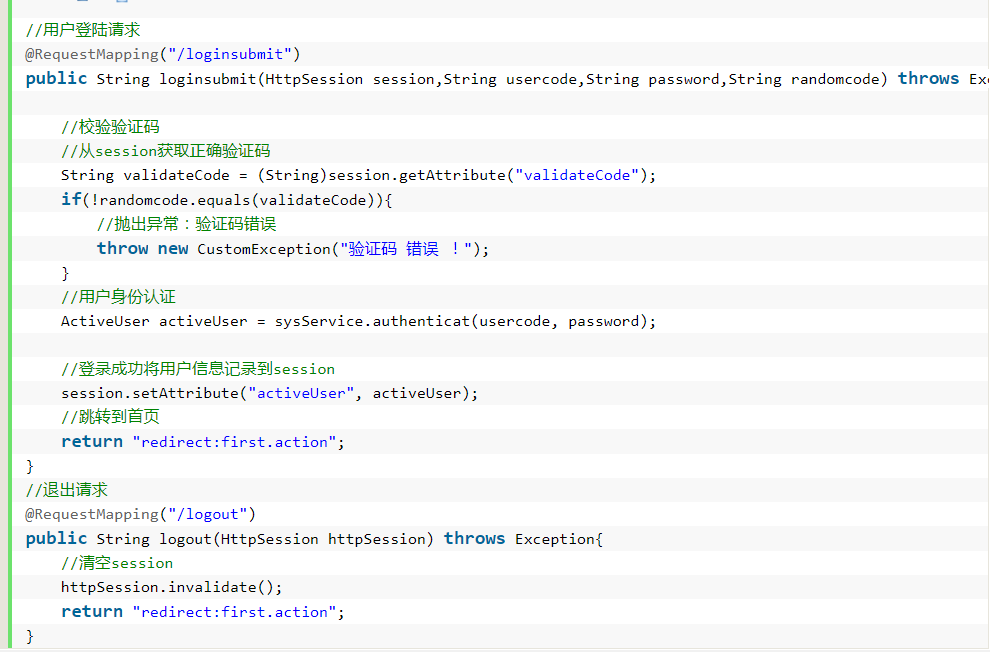 //用户登陆请求
@RequestMapping("/loginsubmit")
public String loginsubmit(HttpSession session,String usercode,String password,String randomcode) throws
//校验验证码
//从session获取正确验证码
String validateCode = (String)session.getAttribute("validateCode");
if(!randomcode.equals(validateCode)){
//抛出异常：验证码错误
throw new CustomException("验证码 错误 ！");
}
//用户身份认证
ActiveUser activeUser = sysService.authenticat(usercode, password);
//登录成功将用户信息记录到session
session.setAttribute("activeUser", activeUser);
//跳转到首页
return "redirect:first.action";
}
//退出请求
@RequestMapping("/logout")
public String logout(HttpSession httpSession) throws Exception{
//清空session
httpSession.invalidate();
return "redirect:first.action";
}